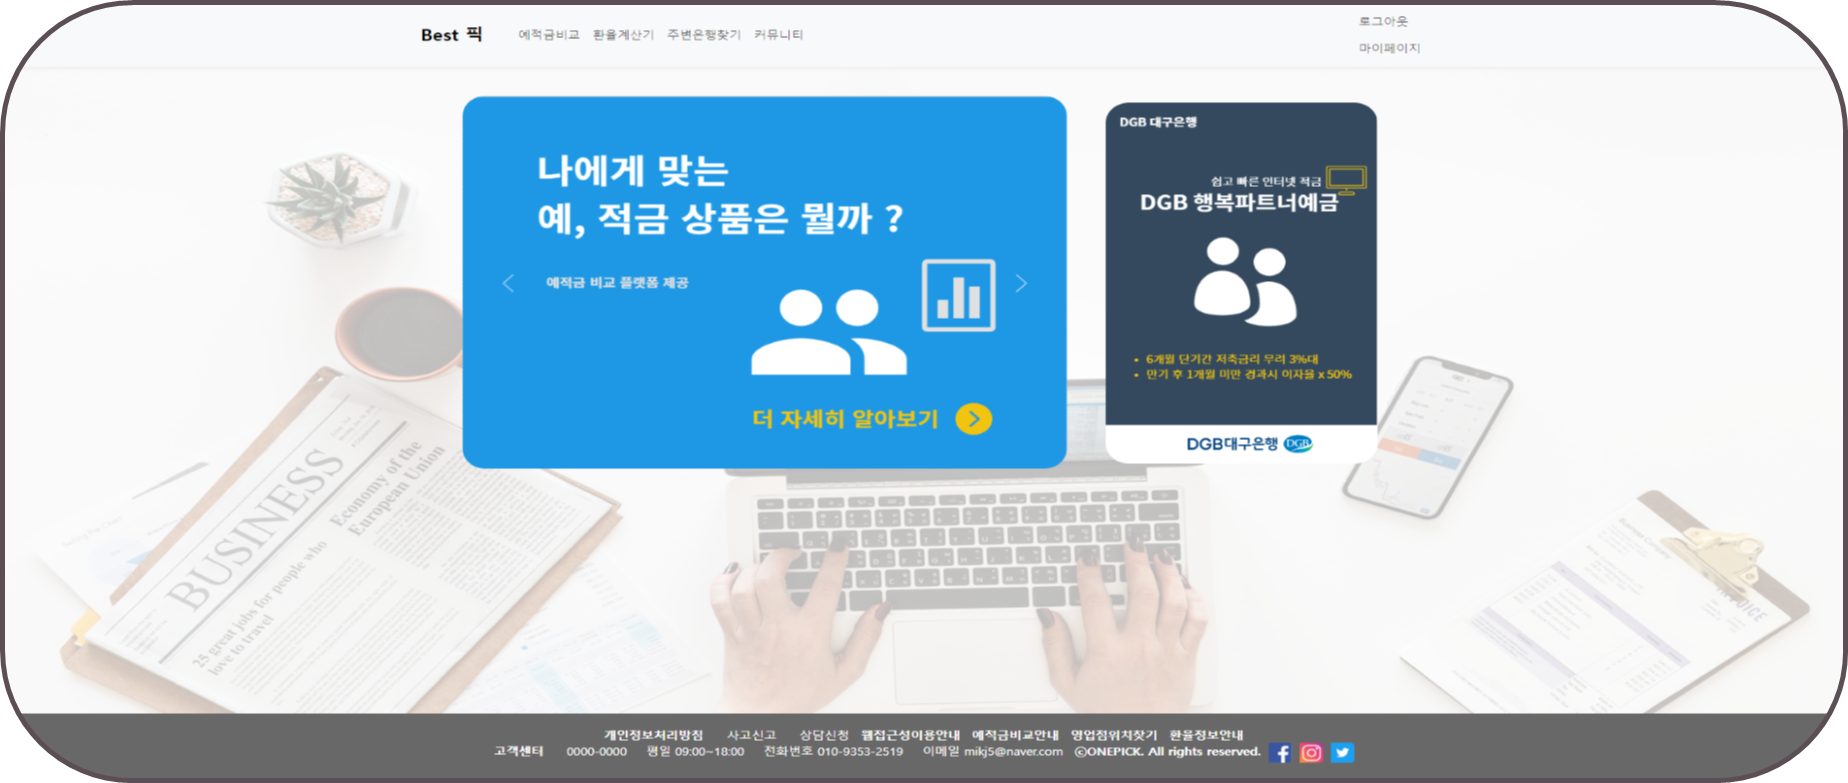 Best 픽 예적금비교 환율계산기 주변은행찾기 커뮤니티
로그아웃
마이페이지
나에게 맞는
예, 적금 상품은 뭘까 ?
예적금 비교 플랫폼 제공
더 자세히 알아보기
DGB 대구은행
쉽고 빠른 인터넷 적금
DGB 행복파트너예금
• 6개월 단기간 저축금리 무려 3%대
• 만기 후 1개월 미만 경과시 이자율 x 50%
DGB대구은행 DGB
BUSINESS
Economy of the
European Union
25 great jobs for people who
love to travel
INVOICE
개인정보처리방침 사고신고 상담신청 웹접근성이용안내 예적금비교안내 영업점위치찾기 환율정보안내
고객센터 0000-0000 평일 09:00~18:00 전화번호 010-9353-2519 이메일 mikj5@naver.com ⓒONEPICK. All rights reserved.